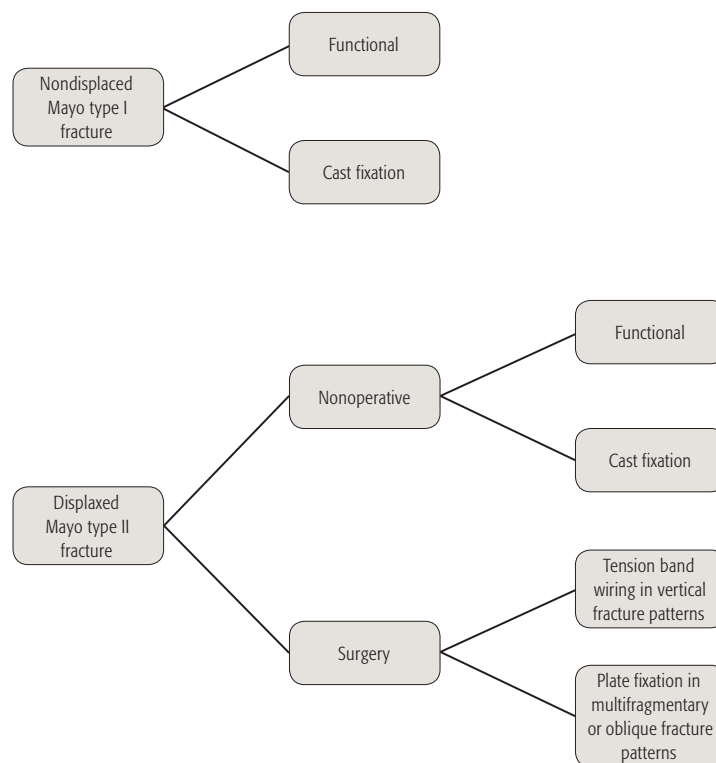 Functional
Nondisplaced
Mayo type I
fracture
Cast fixation
Functional
Nonoperative
Cast fixation
Displaxed
Mayo type II
fracture
Tension band
wiring in vertical
fracture patterns
Surgery
Plate fixation in
multifragmentary
or oblique fracture
patterns